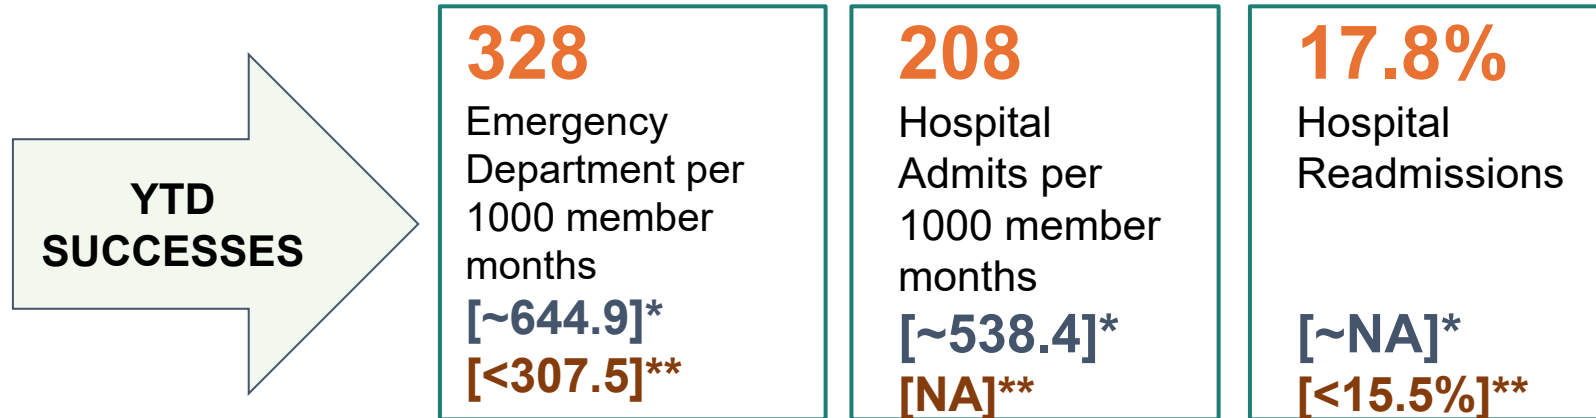 YTD
SUCCESSES
328
Emergency
Department per
1000 member
months
[~644.9]*
[<307.5]**
208
Hospital
Admits per
1000 member
months
[~538.4]*
[NA]**
17.8%
Hospital
Readmissions
[~NA]*
[<15.5%]**